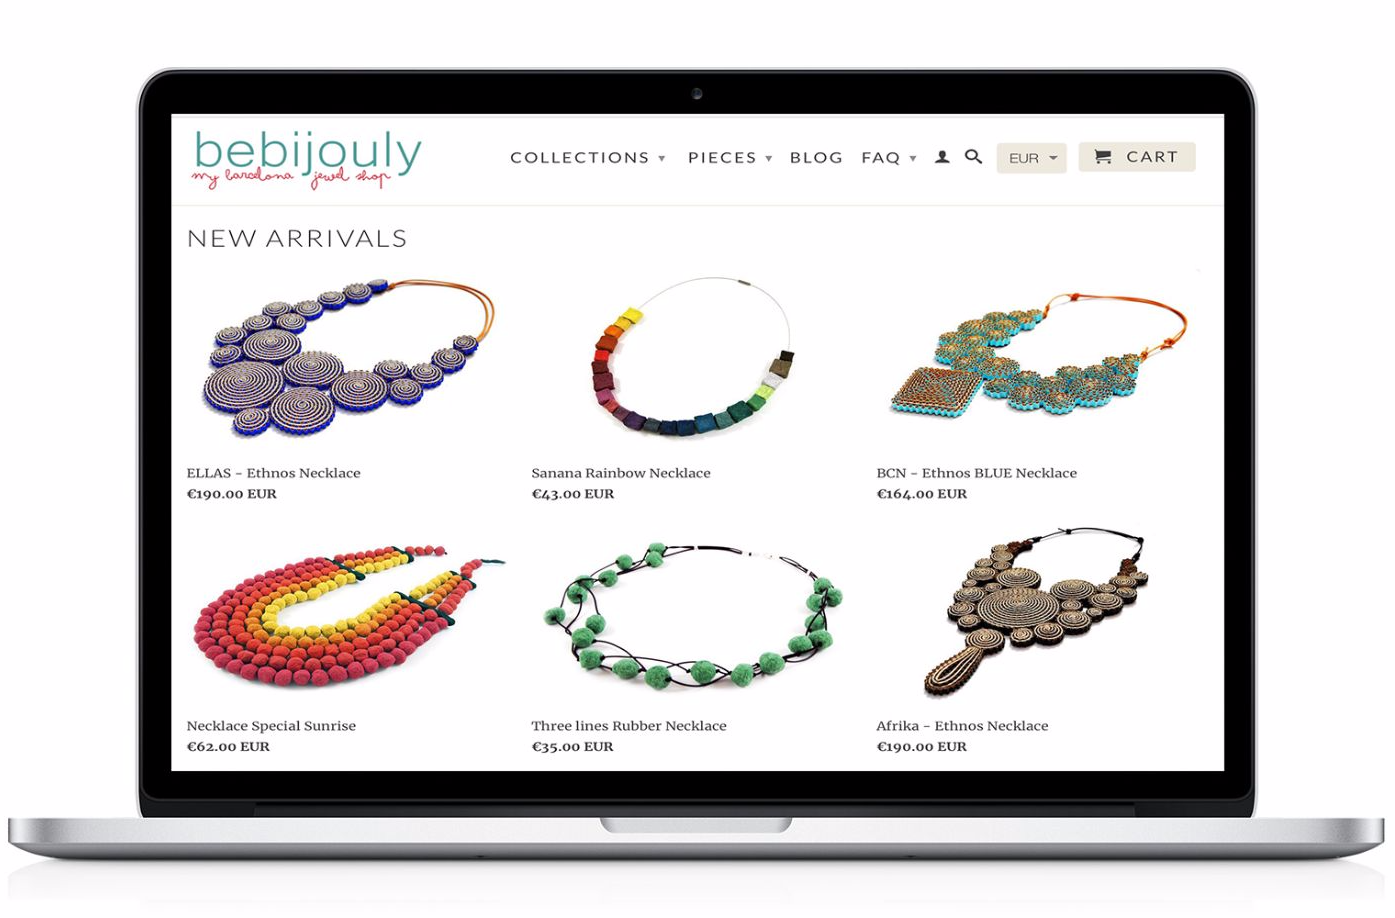 bebijouly
my barcelona jewel shop
COLLECTIONS PIECES BLOG FAQ EUR CART
NEW ARRIVALS
ELLAS - Ethnos Necklace
€190.00 EUR
Sanana Rainbow Necklace
€43.00 EUR
BCN - Ethnos BLUE Necklace
€164.00 EUR
Necklace Special Sunrise
€62.00 EUR
Three lines Rubber Necklace
€35.00 EUR
Afrika - Ethnos Necklace
€190.00 EUR